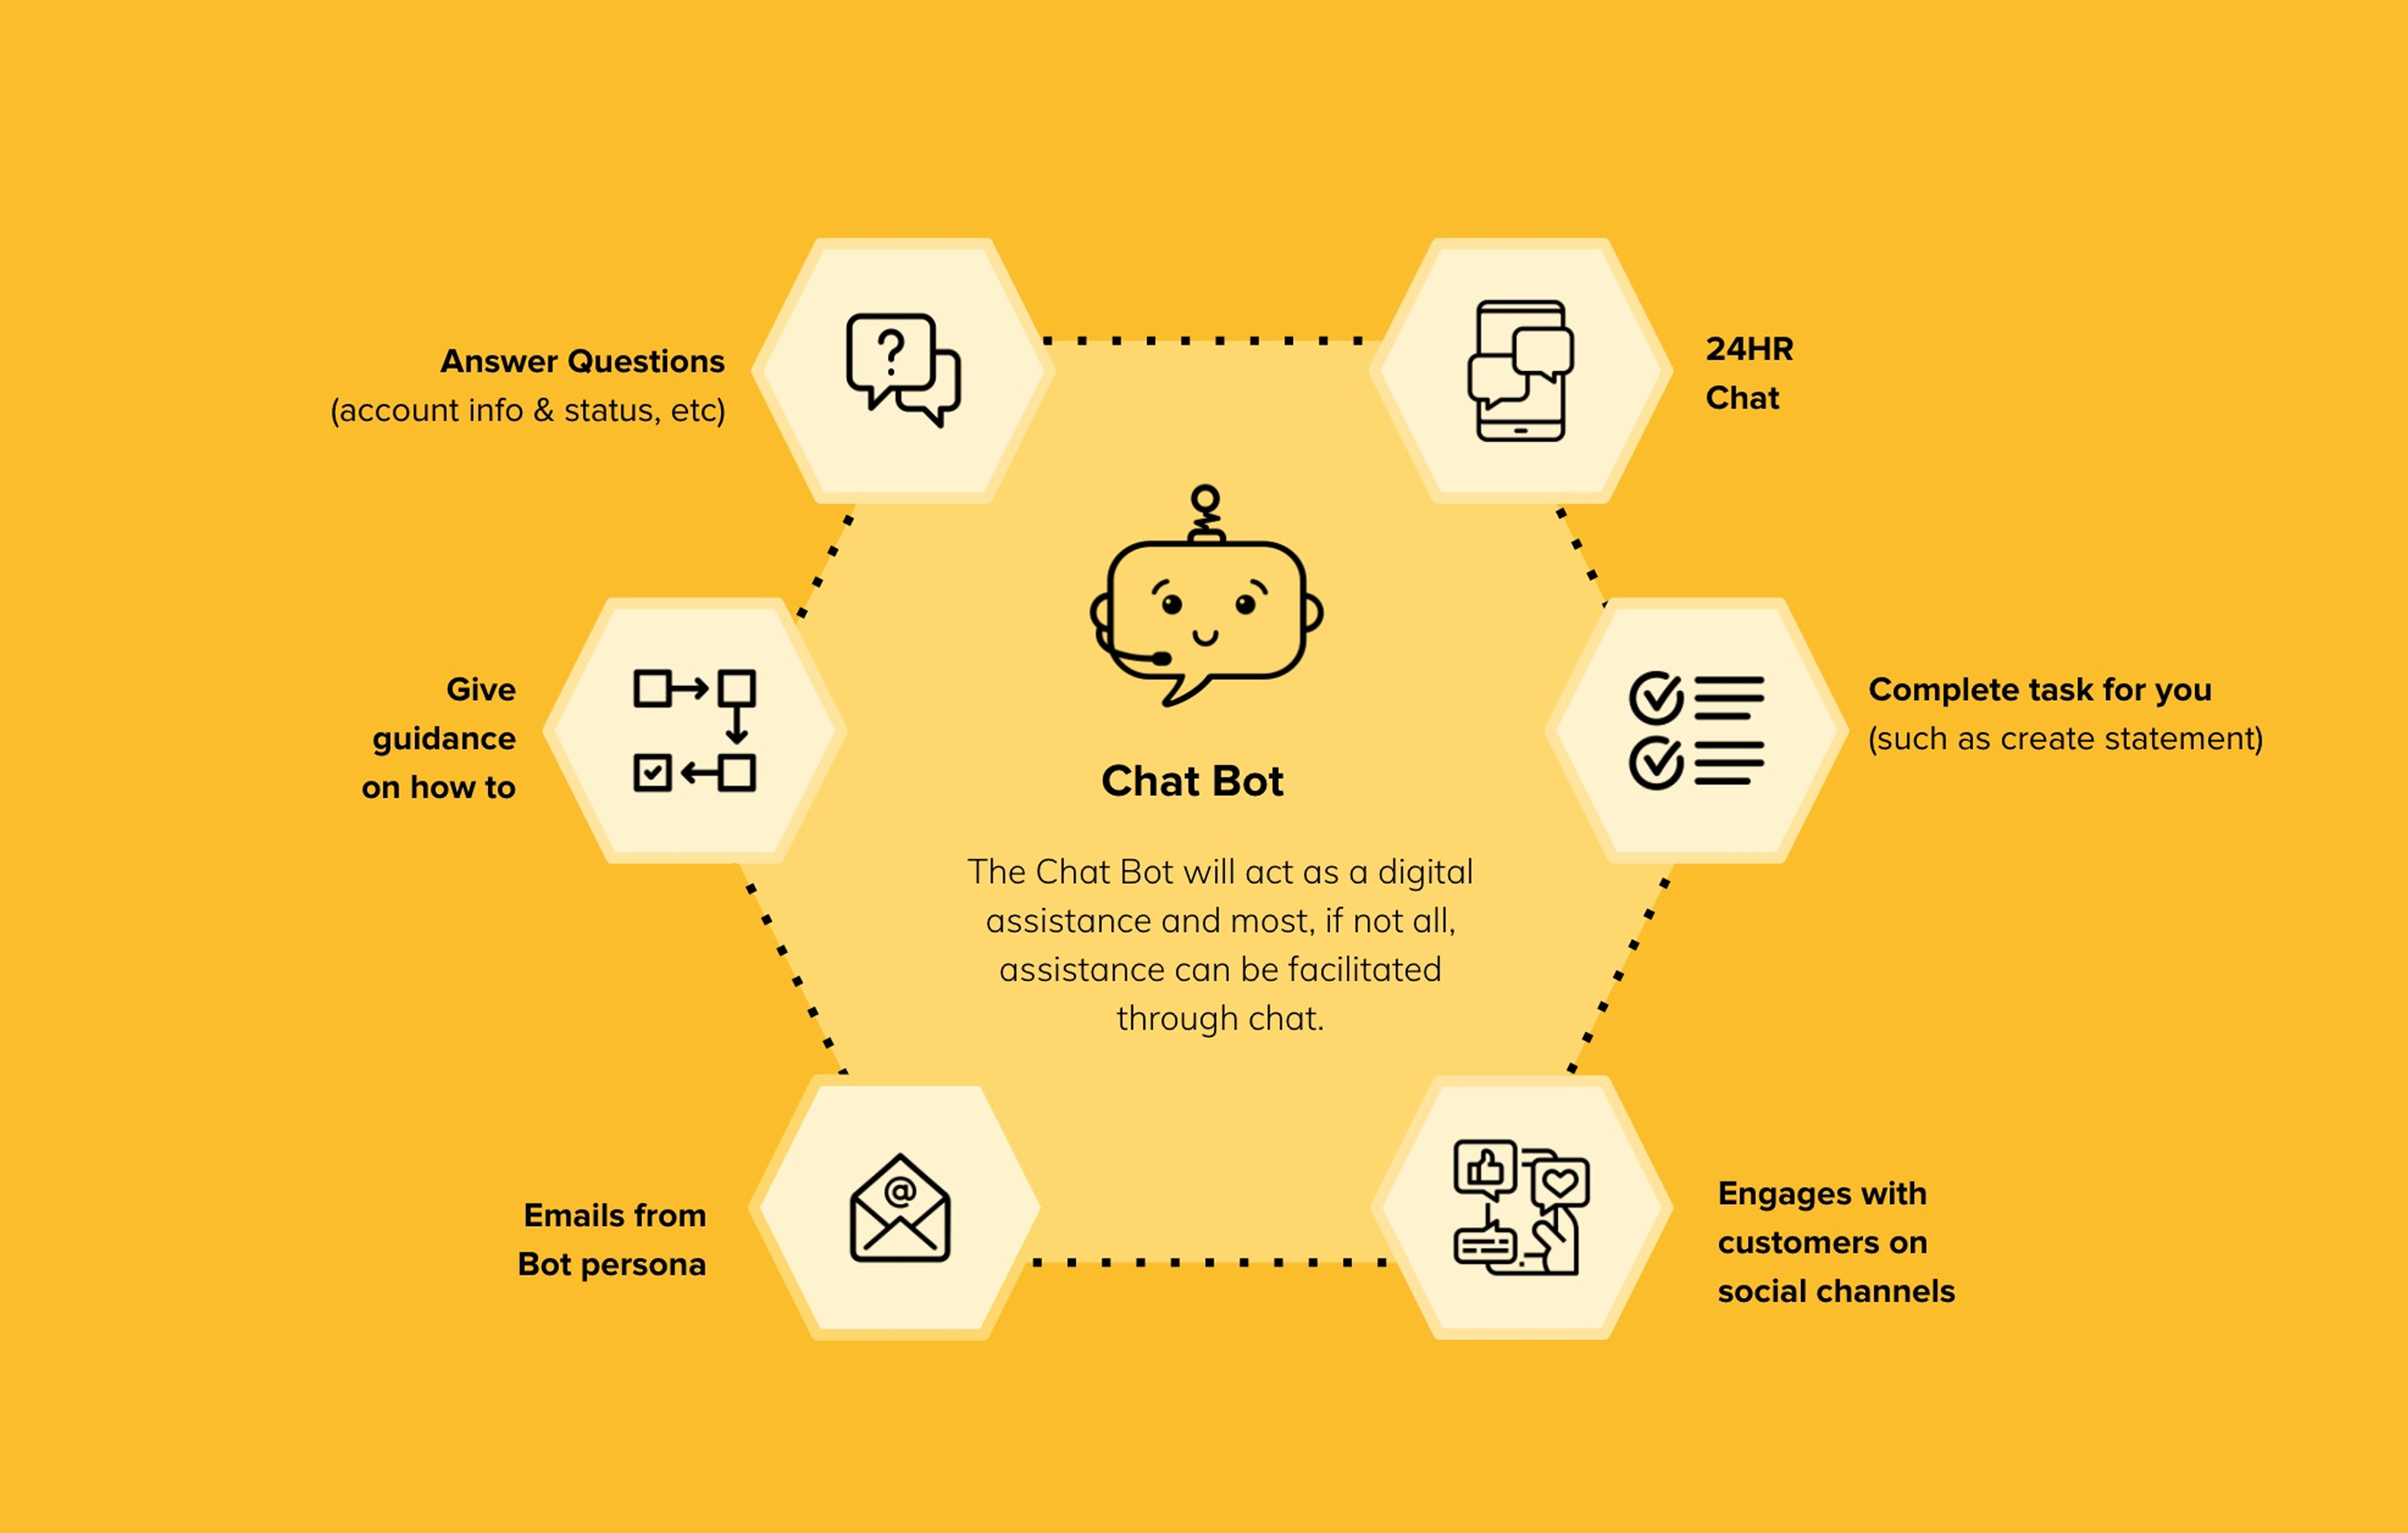 Answer Questions
(account info & status, etc)
24HR
Chat
Give
guidance
on how to
Complete task for you
(such as create statement)
Chat Bot
The Chat Bot will act as a digital
assistance and most, if not all,
assistance can be facilitated
through chat.
Emails from
Bot persona
Engages with
customers on
social channels